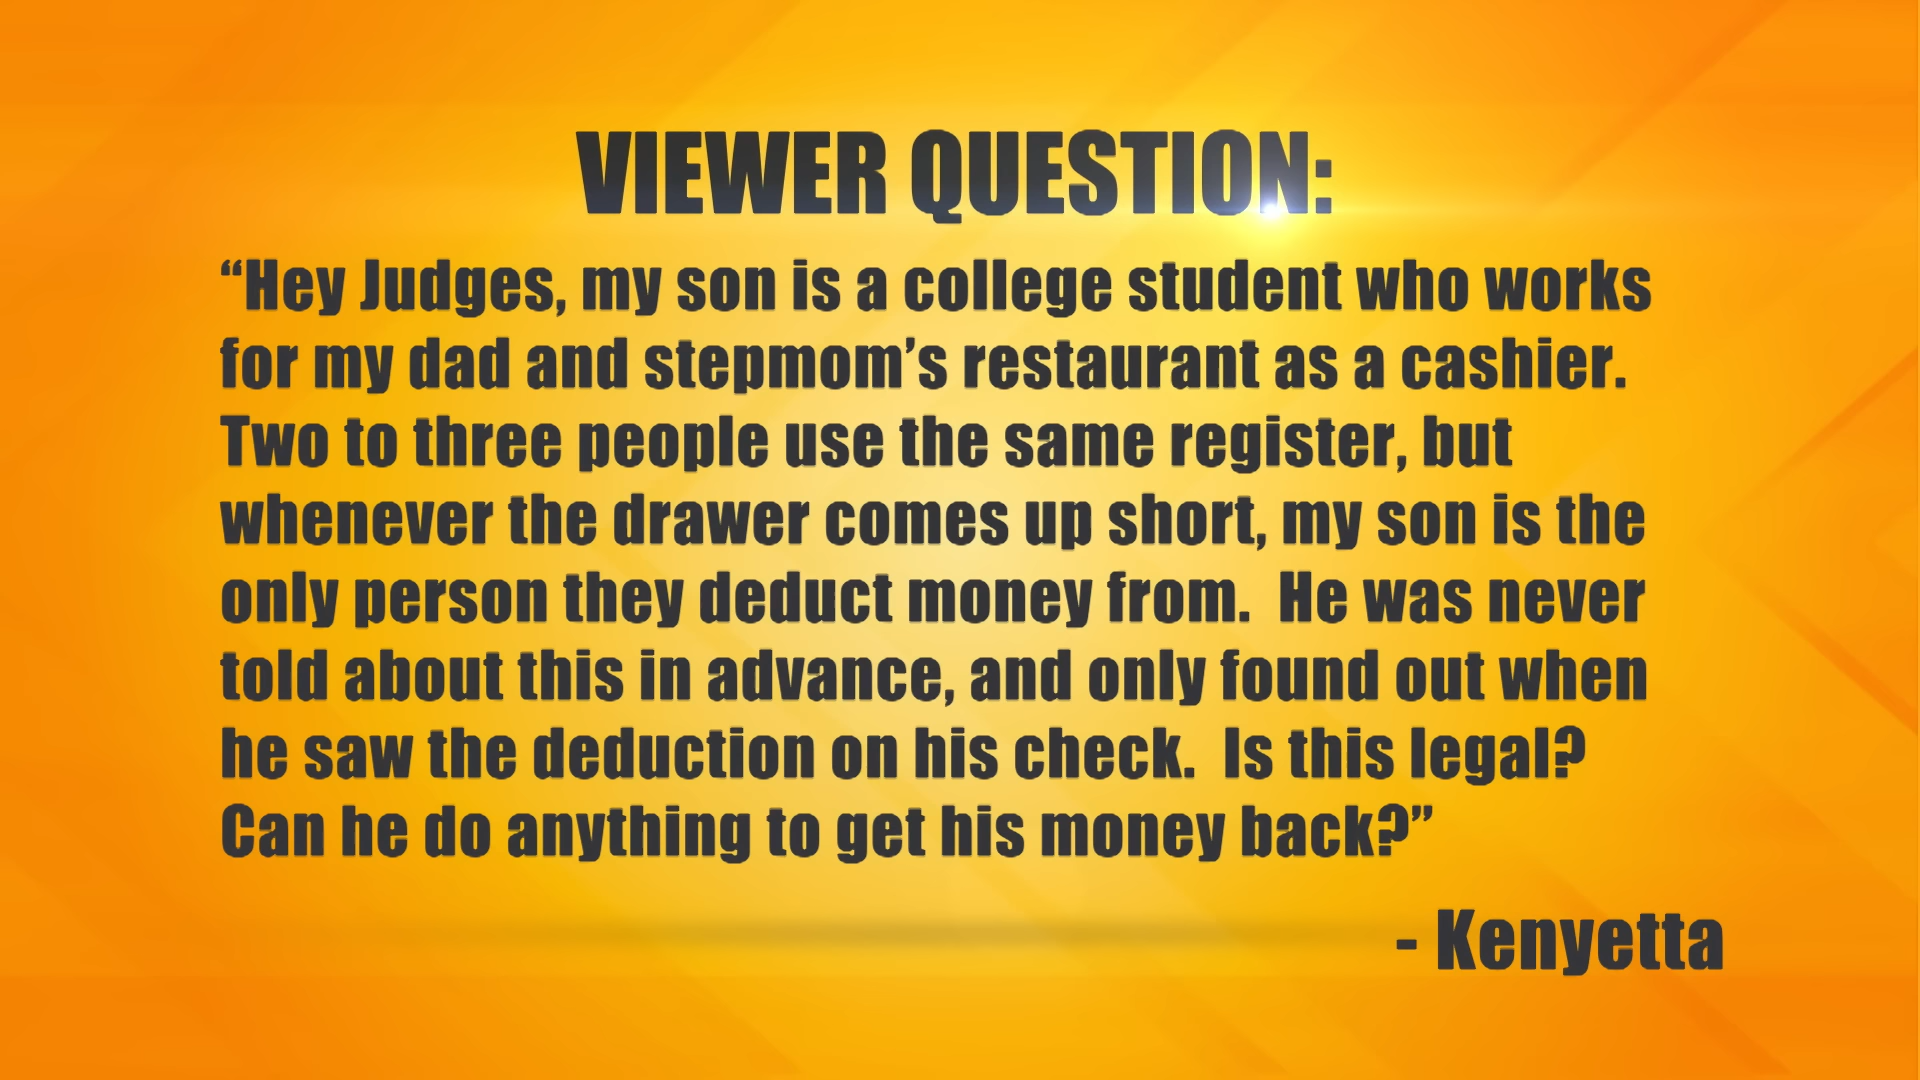 VIEWER QUESTION:
“Hey Judges, my son is a college student who works
for my dad and stepmom’s restaurant as a cashier.
Two to three people use the same register, but
whenever the drawer comes up short, my son is the
only person they deduct money from.  He was never
told about this in advance, and only found out when
he saw the deduction on his check.  Is this legal?
Can he do anything to get his money back?”
- Kenyetta